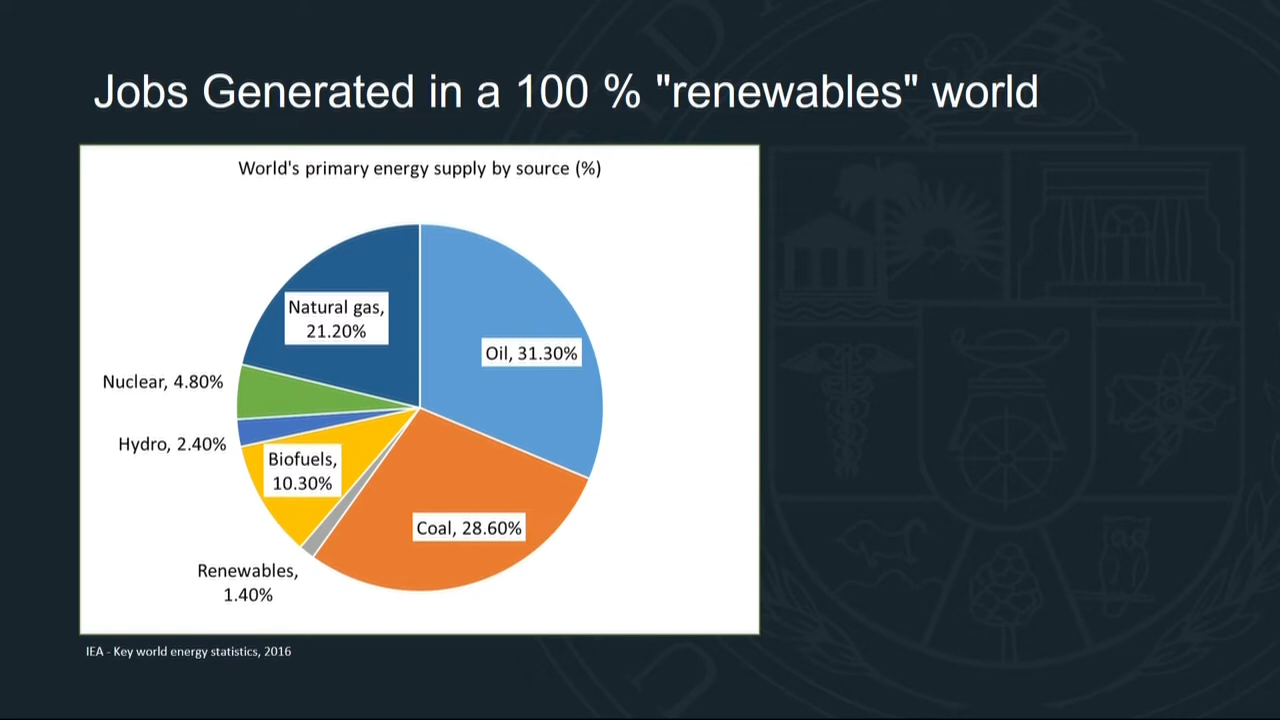 Jobs Generated in a 100 % "renewables" world
World's primary energy supply by source (%)
Natural gas,
21.20%
Oil, 31.30%
Nuclear, 4.80%
Hydro, 2.40%
Biofuels,
10.30%
Coal, 28.60%
Renewables,
1.40%
IEA - Key world energy statistics, 2016